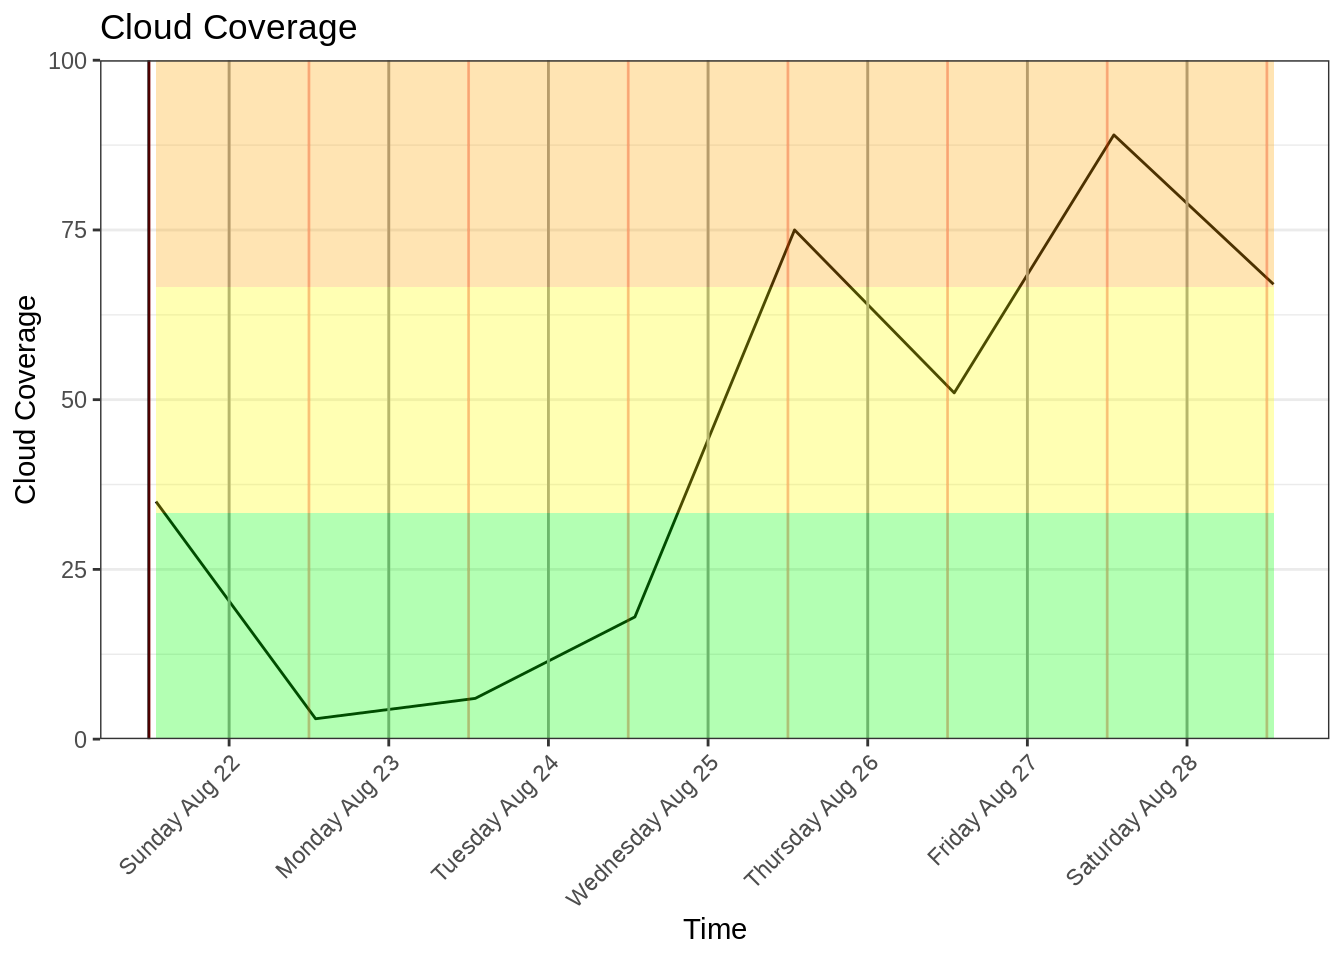 Cloud Coverage
Cloud Coverage
100
75
50
25
0
Sunday Aug 22
Monday Aug 23
Tuesday Aug 24
Wednesday Aug 25
Thursday Aug 26
Friday Aug 27
Saturday Aug 28
Time